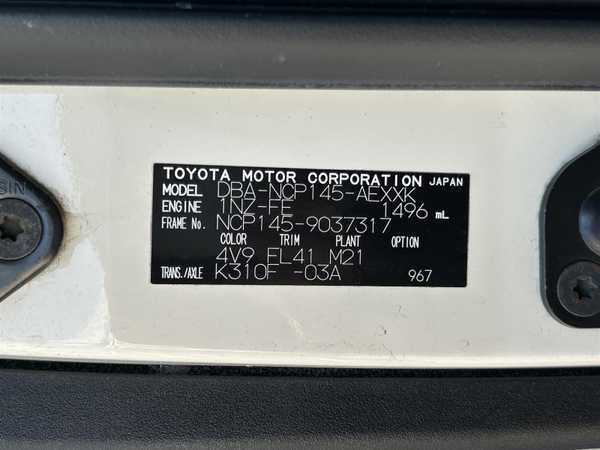 TOYOTA MOTOR CORPORATION JAPAN
MODEL DBA-NCP145-AEXXK
ENGINE 1NZ-FE 1496 mL
FRAME No. NCP145-9037317
COLOR TRIM PLANT OPTION
4V9 FL41 M21
TRANS./AXLE K310F -03A 967